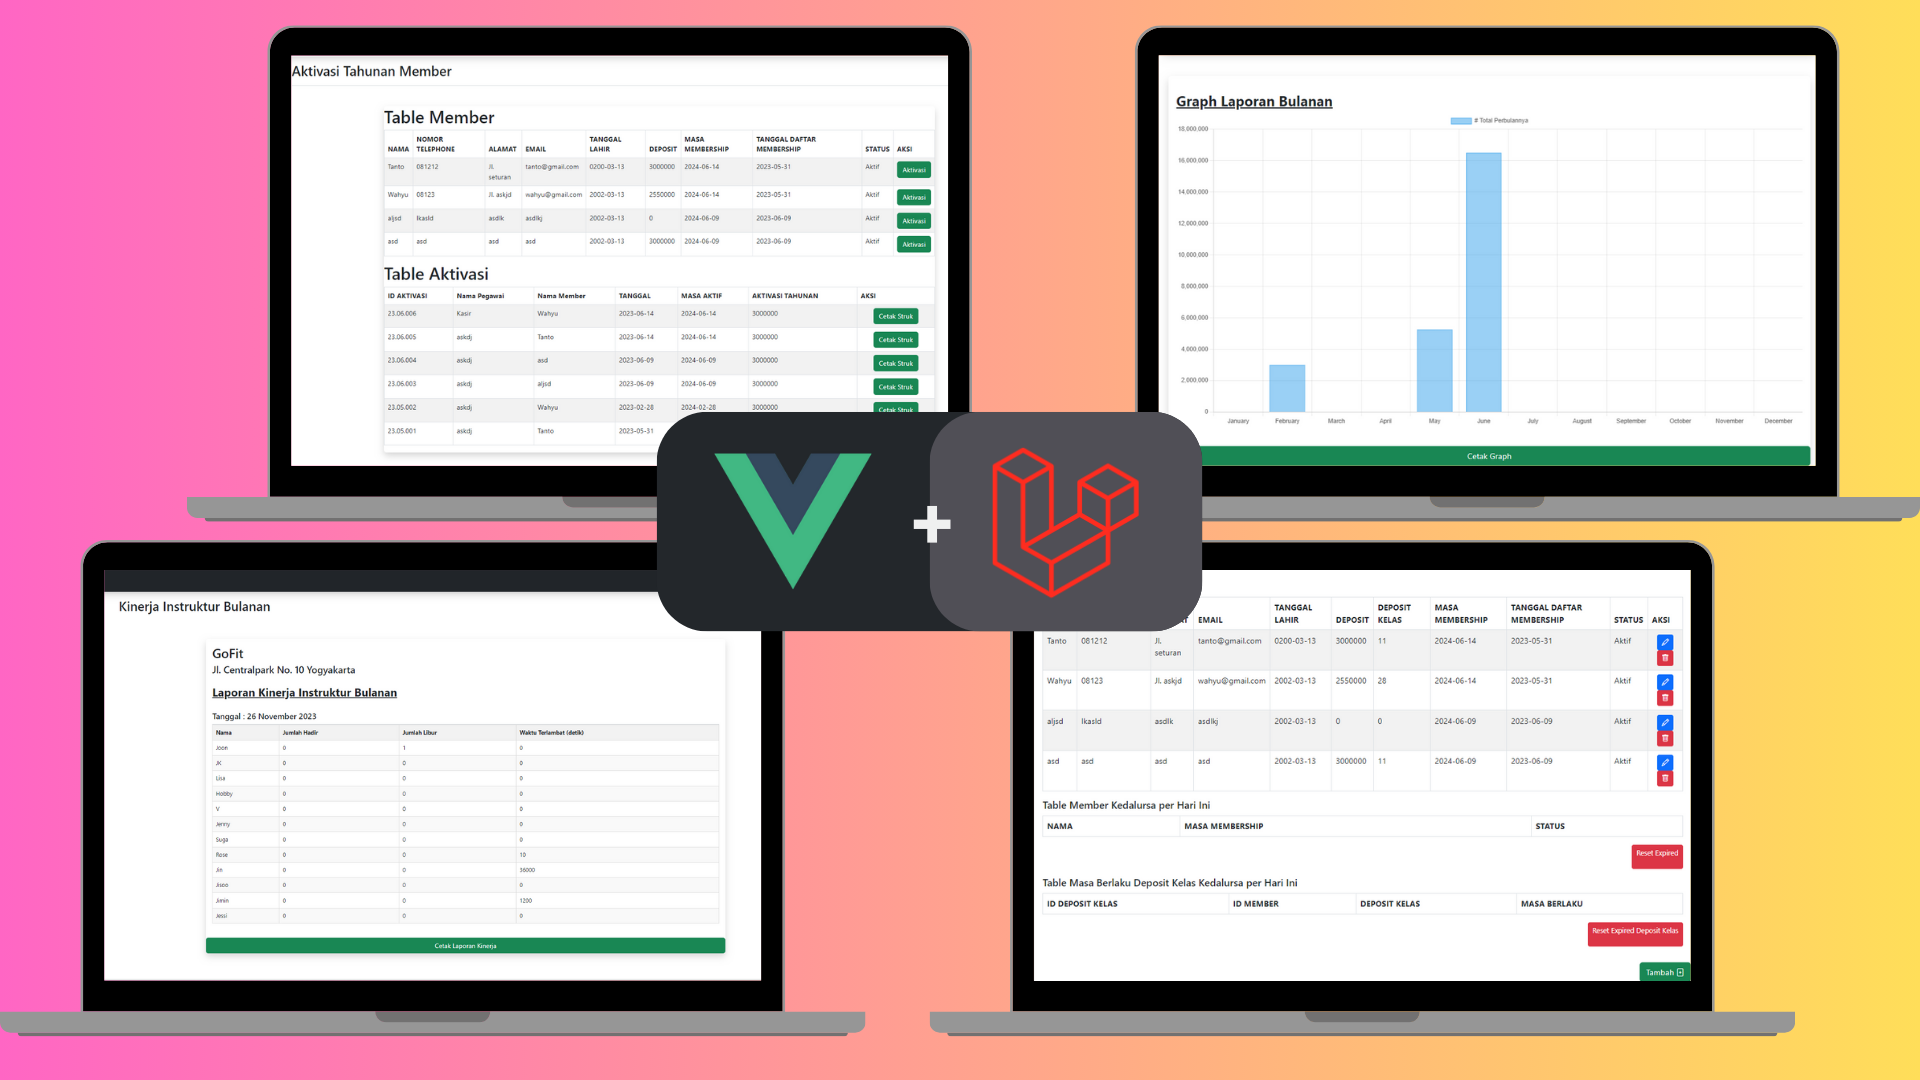 Aktivasi Tahunan Member
Table Member
NAMA NOMOR TELEPHONE ALAMAT EMAIL TANGGAL LAHIR DEPOSIT MASA MEMBERSHIP TANGGAL DAFTAR MEMBERSHIP STATUS AKSI
Tanto 081212 Jl. seturan tanto@gmail.com 0200-03-13 3000000 2024-06-14 2023-05-31 Aktif Aktivasi
Wahyu 08123 Jl. askjd wahyu@gmail.com 2002-03-13 2550000 2024-06-14 2023-05-31 Aktif Aktivasi
aljsd lkasld asdlk asdlkj 2002-03-13 0 2024-06-09 2023-06-09 Aktif Aktivasi
asd asd asd asd 2002-03-13 3000000 2024-06-09 2023-06-09 Aktif Aktivasi
Table Aktivasi
ID AKTIVASI Nama Pegawai Nama Member TANGGAL MASA AKTIF AKTIVASI TAHUNAN AKSI
23.06.006 Kasir Wahyu 2023-06-14 2024-06-14 3000000 Cetak Struk
23.06.005 askdj Tanto 2023-06-14 2024-06-14 3000000 Cetak Struk
23.06.004 askdj asd 2023-06-09 2024-06-09 3000000 Cetak Struk
23.06.003 askdj aljsd 2023-06-09 2024-06-09 3000000 Cetak Struk
23.05.002 askdj Wahyu 2023-02-28 2024-02-28 3000000 Cetak Struk
23.05.001 askdj Tanto 2023-05-31
Graph Laporan Bulanan
# Total Perbulannya
18,000,000
16,000,000
14,000,000
12,000,000
10,000,000
8,000,000
6,000,000
4,000,000
2,000,000
0
January February March April May June July August September October November December
Cetak Graph
+
Kinerja Instruktur Bulanan
GoFit
Jl. Centralpark No. 10 Yogyakarta
Laporan Kinerja Instruktur Bulanan
Tanggal : 26 November 2023
Nama Jumlah Hadir Jumlah Libur Waktu Terlambat (detik)
Joon 0 1 0
JK 0 0 0
Lisa 0 0 0
Hobby 0 0 0
V 0 0 0
Jenny 0 0 0
Suga 0 0 0
Rose 0 0 10
Jin 0 0 36000
Jisoo 0 0 0
Jimin 0 0 1200
Jessi 0 0 0
Cetak Laporan Kinerja
EMAIL TANGGAL LAHIR DEPOSIT DEPOSIT KELAS MASA MEMBERSHIP TANGGAL DAFTAR MEMBERSHIP STATUS AKSI
Tanto 081212 Jl. seturan tanto@gmail.com 0200-03-13 3000000 11 2024-06-14 2023-05-31 Aktif
Wahyu 08123 Jl. askjd wahyu@gmail.com 2002-03-13 2550000 28 2024-06-14 2023-05-31 Aktif
aljsd lkasld asdlk asdlkj 2002-03-13 0 0 2024-06-09 2023-06-09 Aktif
asd asd asd asd 2002-03-13 3000000 11 2024-06-09 2023-06-09 Aktif
Table Member Kedalursa per Hari Ini
NAMA MASA MEMBERSHIP STATUS
Reset Expired
Table Masa Berlaku Deposit Kelas Kedalursa per Hari Ini
ID DEPOSIT KELAS ID MEMBER DEPOSIT KELAS MASA BERLAKU
Reset Expired Deposit Kelas
Tambah